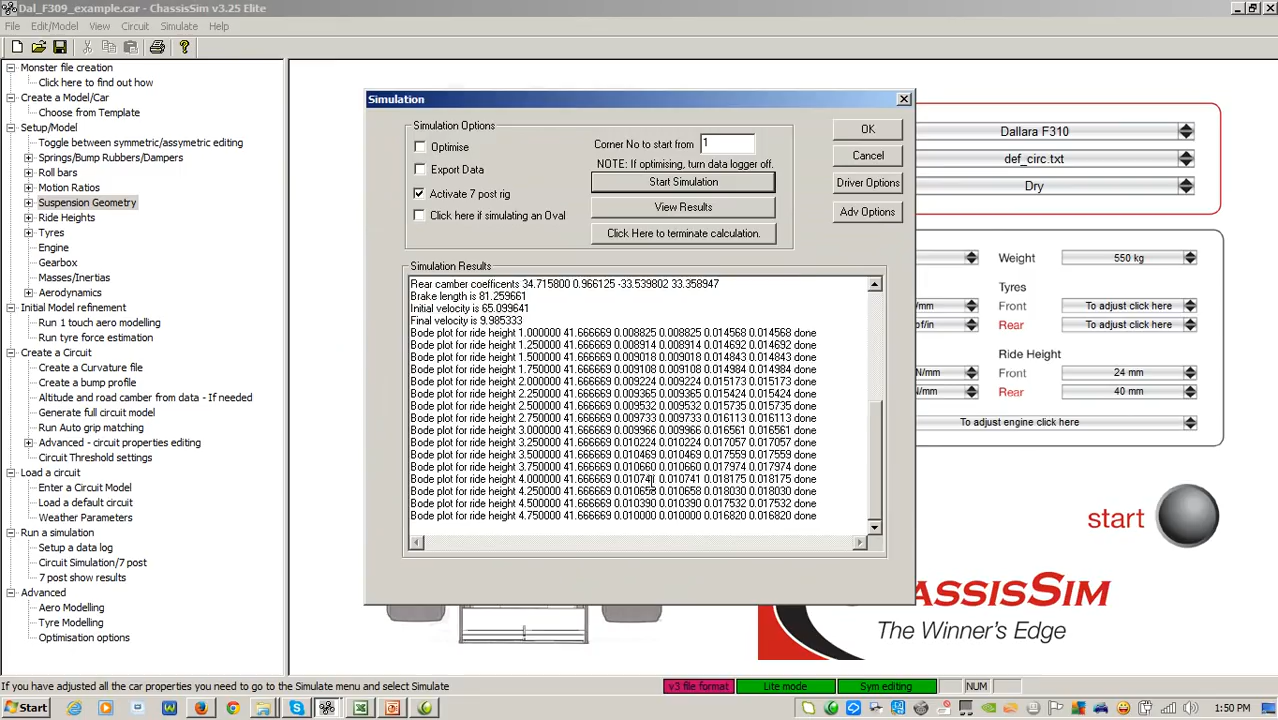 Dal_F309_example.car - ChassisSim v3.25 Elite
File Edit/Model View Circuit Simulate Help
Monster file creation
Click here to find out how
Create a Model/Car
Choose from Template
Setup/Model
Toggle between symmetric/assymetric editing
Springs/Bump Rubbers/Dampers
Roll bars
Motion Ratios
Suspension Geometry
Ride Heights
Tyres
Engine
Gearbox
Masses/Inertias
Aerodynamics
Initial Model refinement
Run 1 touch aero modelling
Run tyre force estimation
Create a Circuit
Create a Curvature file
Create a bump profile
Altitude and road camber from data - If needed
Generate full circuit model
Run Auto grip matching
Advanced - circuit properties editing
Circuit Threshold settings
Load a circuit
Enter a Circuit Model
Load a default circuit
Weather Parameters
Run a simulation
Setup a data log
Circuit Simulation/7 post
7 post show results
Advanced
Aero Modelling
Tyre Modelling
Optimisation options
Simulation
Simulation Options
Optimise
Export Data
Activate 7 post rig
Click here if simulating an Oval
Corner No to start from 1
NOTE: If optimising, turn data logger off.
Start Simulation
View Results
Click Here to terminate calculation.
OK
Cancel
Driver Options
Adv Options
Simulation Results
Rear camber coefficents 34.715800 0.966125 -33.539802 33.358947
Brake length is 81.259661
Initial velocity is 65.099641
Final velocity is 9.985333
Bode plot for ride height 1.000000 41.666669 0.008825 0.008825 0.014568 0.014568 done
Bode plot for ride height 1.250000 41.666669 0.008914 0.008914 0.014692 0.014692 done
Bode plot for ride height 1.500000 41.666669 0.009018 0.009018 0.014843 0.014843 done
Bode plot for ride height 1.750000 41.666669 0.009108 0.009108 0.014984 0.014984 done
Bode plot for ride height 2.000000 41.666669 0.009224 0.009224 0.015173 0.015173 done
Bode plot for ride height 2.250000 41.666669 0.009365 0.009365 0.015424 0.015424 done
Bode plot for ride height 2.500000 41.666669 0.009532 0.009532 0.015735 0.015735 done
Bode plot for ride height 2.750000 41.666669 0.009733 0.009733 0.016113 0.016113 done
Bode plot for ride height 3.000000 41.666669 0.009966 0.009966 0.016561 0.016561 done
Bode plot for ride height 3.250000 41.666669 0.010224 0.010224 0.017057 0.017057 done
Bode plot for ride height 3.500000 41.666669 0.010469 0.010469 0.017559 0.017559 done
Bode plot for ride height 3.750000 41.666669 0.010660 0.010660 0.017974 0.017974 done
Bode plot for ride height 4.000000 41.666669 0.010741 0.010741 0.018175 0.018175 done
Bode plot for ride height 4.250000 41.666669 0.010658 0.010658 0.018030 0.018030 done
Bode plot for ride height 4.500000 41.666669 0.010390 0.010390 0.017532 0.017532 done
Bode plot for ride height 4.750000 41.666669 0.010000 0.010000 0.016820 0.016820 done
Dallara F310
def_circ.txt
Dry
Weight 550 kg
Tyres
/mm Front To adjust click here
of/in Rear To adjust click here
Ride Height
N/mm Front 24 mm
N/mm Rear 40 mm
To adjust engine click here
start
HASSISSIM
The Winner's Edge
If you have adjusted all the car properties you need to go to the Simulate menu and select Simulate
v3 file format Lite mode Sym editing NUM
Start
1:50 PM